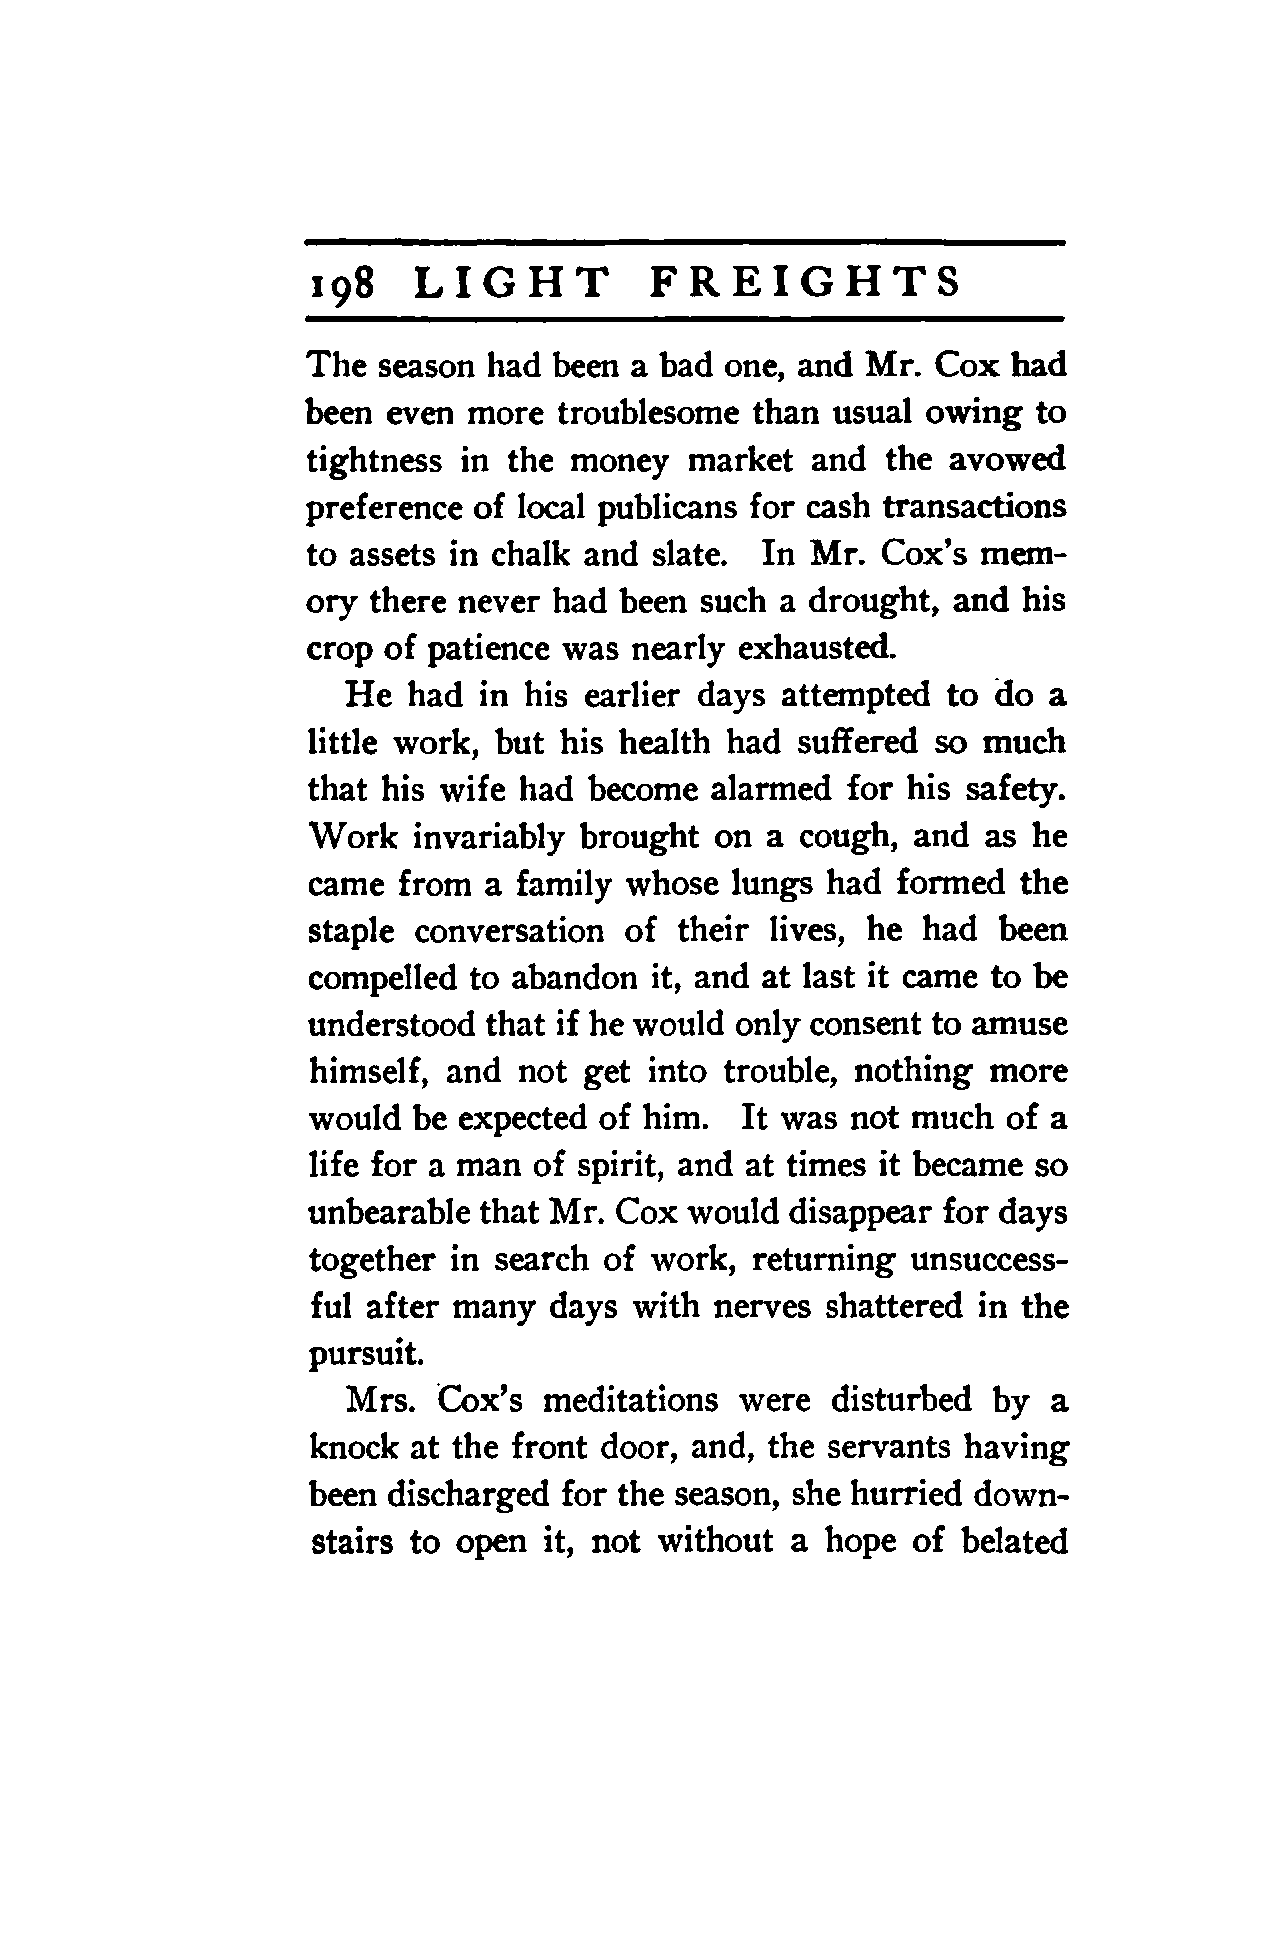 198 LIGHT FREIGHTS
The season had been a bad one, and Mr. Cox had
been even more troublesome than usual owing to
tightness in the money market and the avowed
preference of local publicans for cash transactions
to assets in chalk and slate. In Mr. Cox's mem-
ory there never had been such a drought, and his
crop of patience was nearly exhausted.
He had in his earlier days attempted to do a
little work, but his health had suffered so much
that his wife had become alarmed for his safety.
Work invariably brought on a cough, and as he
came from a family whose lungs had formed the
staple conversation of their lives, he had been
compelled to abandon it, and at last it came to be
understood that if he would only consent to amuse
himself, and not get into trouble, nothing more
would be expected of him. It was not much of a
life for a man of spirit, and at times it became so
unbearable that Mr. Cox would disappear for days
together in search of work, returning unsuccess-
ful after many days with nerves shattered in the
pursuit.
Mrs. Cox's meditations were disturbed by a
knock at the front door, and, the servants having
been discharged for the season, she hurried down-
stairs to open it, not without a hope of belated